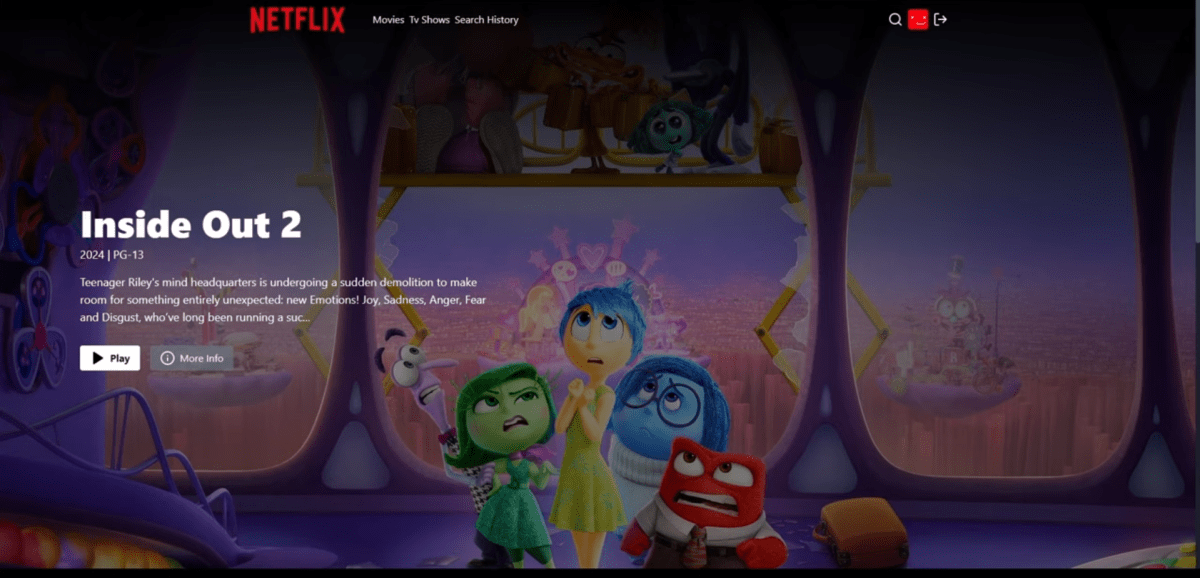 NETFLIX
Movies Tv Shows Search History
Inside Out 2
2024 | PG-13
Teenager Riley's mind headquarters is undergoing a sudden demolition to make
room for something entirely unexpected: new Emotions! Joy, Sadness, Anger, Fear
and Disgust, who've long been running a suc...
Play
More Info